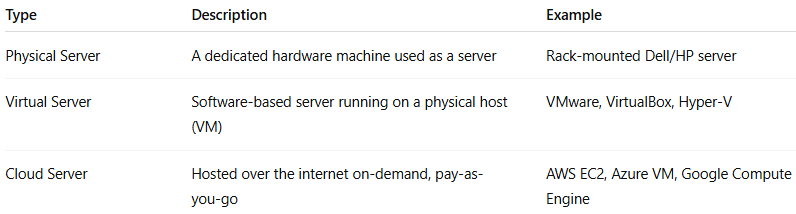 Type Description Example
Physical Server A dedicated hardware machine used as a server Rack-mounted Dell/HP server
Virtual Server Software-based server running on a physical host VMware, VirtualBox, Hyper-V
(VM)
Cloud Server Hosted over the internet on-demand, pay-as- AWS EC2, Azure VM, Google Compute
you-go Engine